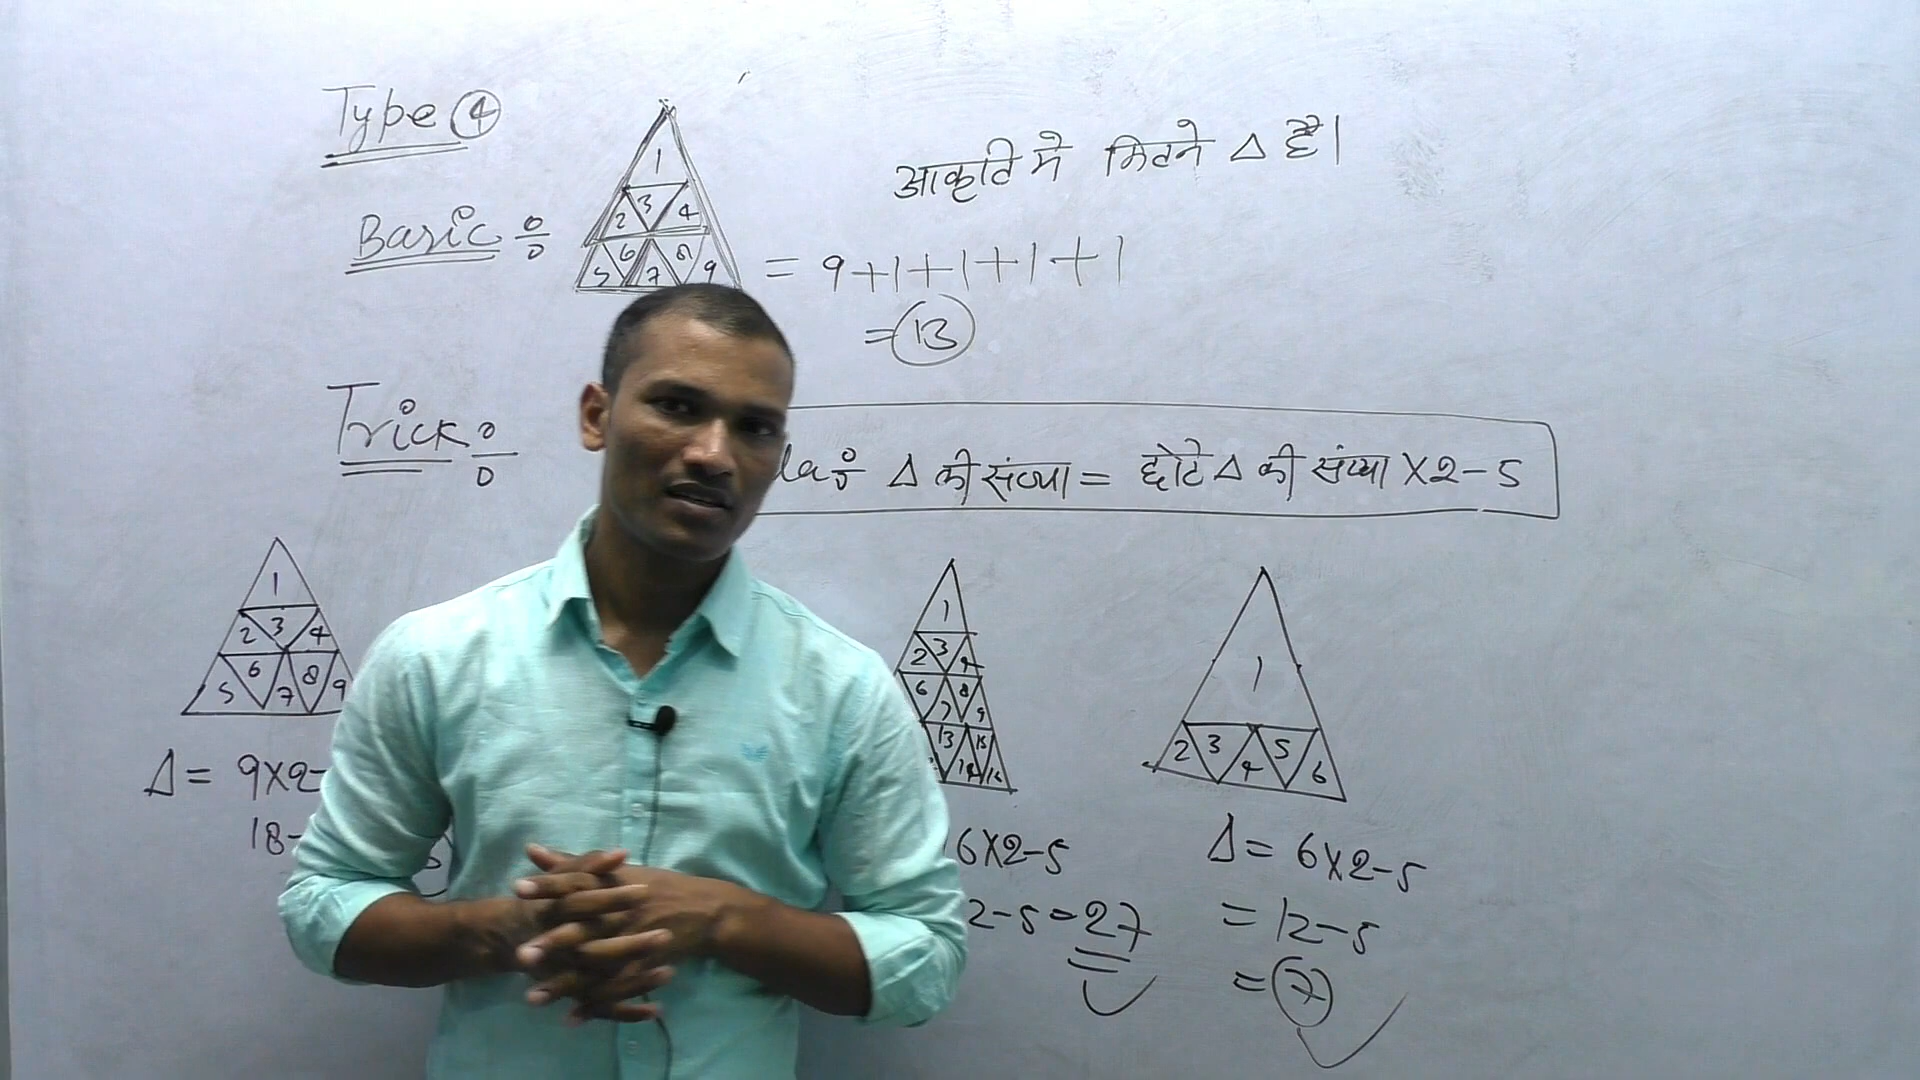 Type ④
आकृति में कितने Δ है।
Basic ÷
1
2 3 4
5 6 7 8 9
= 9+1+1+1+1
= 13
Trick ÷
la ÷ Δ की संख्या = छोटे Δ की संख्या X2-5
1
2 3 4
5 6 7 8 9
Δ = 9X2-
18-
1
2 3 4
6 7 8 9
13 14 15 16
6X2-5
2-5=27
1
2 3 4 5 6
Δ = 6X2-5
= 12-5
= 7